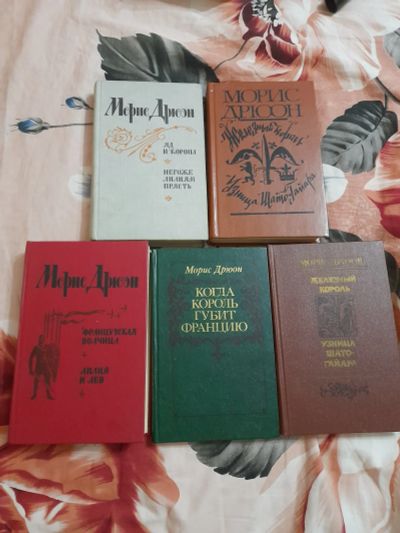 Морис Дрюон
ЯД
И КОРОНА
НЕГОЖЕ
ЛИЛИЯМ
ПРЯСТЬ
МОРИС
ДРЮОН
Железный король
Узница Шато-Гайара
Морис Дрюон
ФРАНЦУЗСКАЯ
ВОЛЧИЦА
ЛИЛИЯ
И ЛЕВ
Морис Дрюон
КОГДА
КОРОЛЬ
ГУБИТ
ФРАНЦИЮ
МОРИС ДРЮОН
ЖЕЛЕЗНЫЙ
КОРОЛЬ
УЗНИЦА
ШАТО-
ГАЙАРА